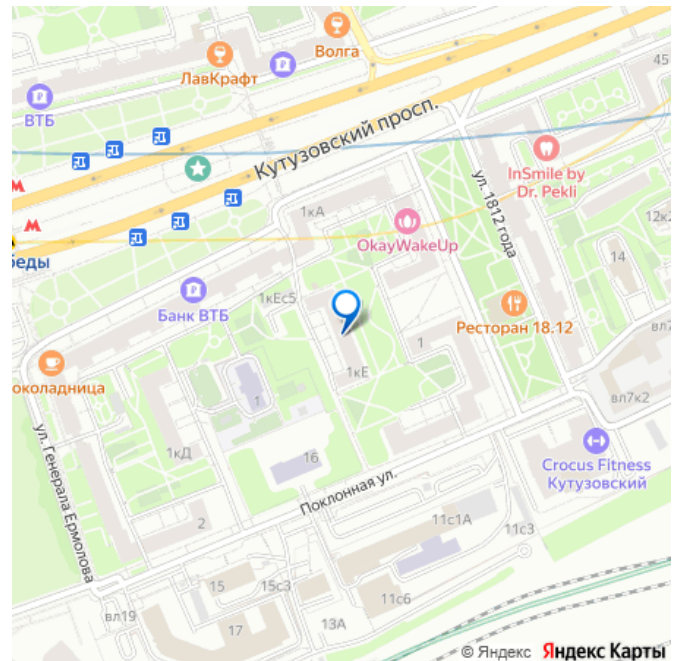 Волга
ЛавКрафт
ВТБ
45
Кутузовский просп.
InSmile by
Dr. Pekli
ул. 1812 года
1кА
OkayWakeUp
12к2
14
беды
1кЕс5
Банк ВТБ
Ресторан 18.12
1
вл7
околадница
1кЕ
вл7к2
1
1кД
16
Crocus Fitness
Кутузовский
ул. Генерала Ермолова
Поклонная ул.
2
11с1А
11с3
15
15с3
11с6
вл19
17
13А
© Яндекс Яндекс Карты